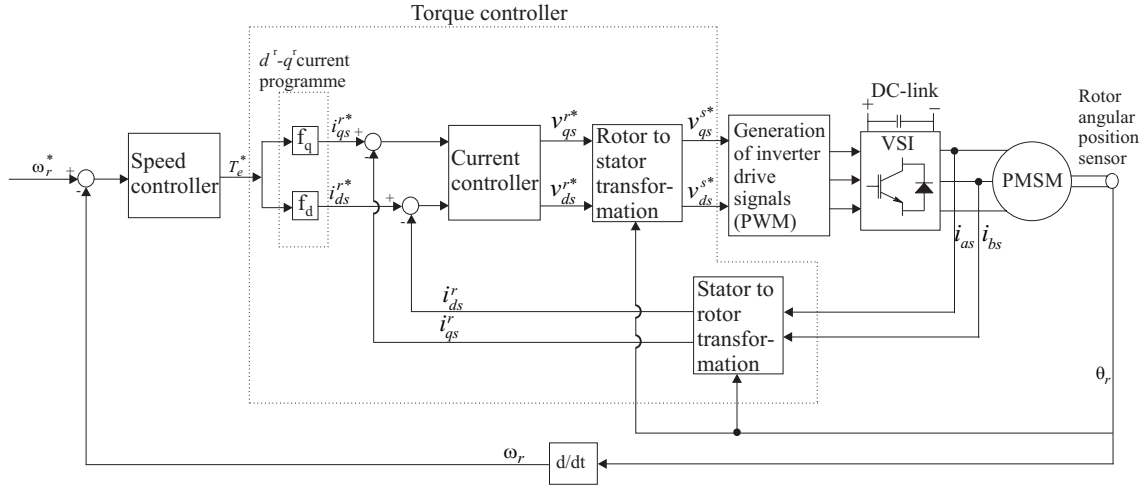 Torque controller
dʳ-qʳcurrent
programme
DC-link
+ −
Rotor
angular
position
sensor
ω_r^* + -
Speed
controller
T_e^*
f_q
i_qs^r* + -
f_d
i_ds^r* + -
Current
controller
v_qs^r*
v_ds^r*
Rotor to
stator
transfor-
mation
v_qs^s*
v_ds^s*
Generation
of inverter
drive
signals
(PWM)
VSI
PMSM
i_as i_bs
i_ds^r
i_qs^r
Stator to
rotor
transfor-
mation
θ_r
ω_r
d/dt